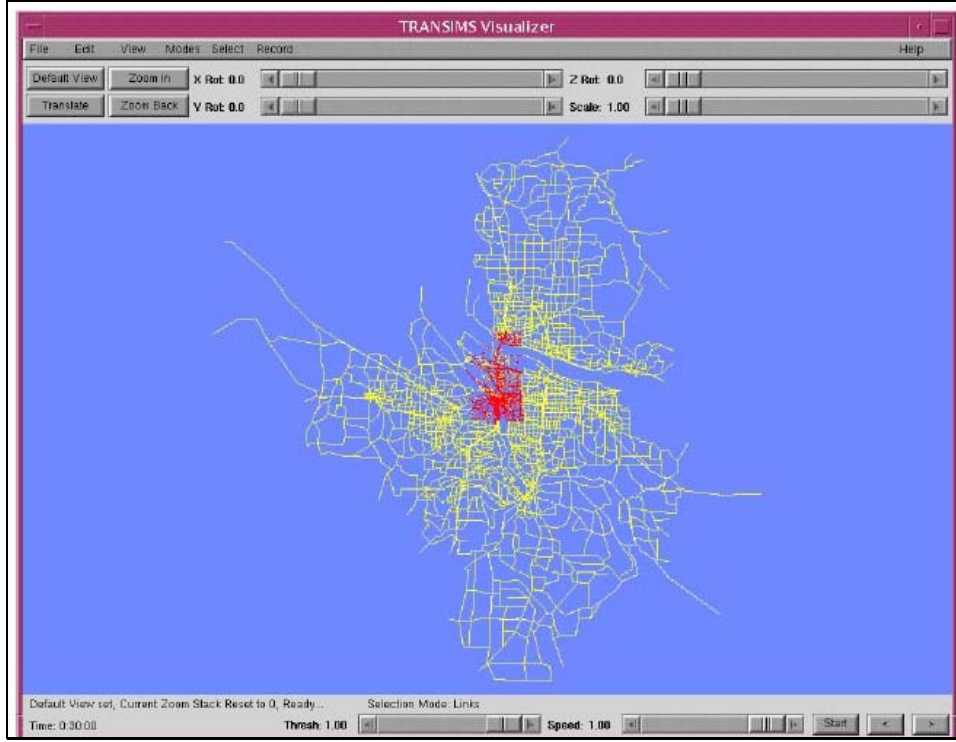 TRANSIMS Visualizer
File Edit View Modes Select Record Help
Default View Zoom In X Rot: 0.0 Z Rot: 0.0
Translate Zoom Back Y Rot: 0.0 Scale: 1.00
Default View set, Current Zoom Stack Reset to 0, Ready... Selection Mode: Links
Time: 0:30:00 Thresh: 1.00 Speed: 1.00 Start < >